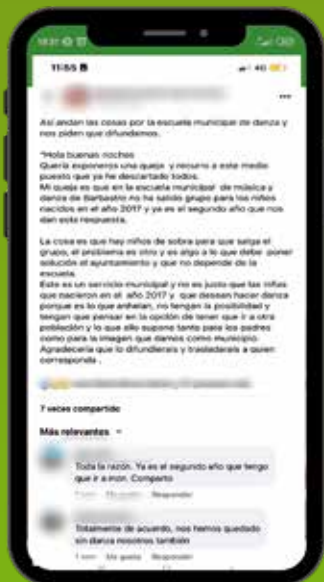 11:55
4G
Así andan las cosas por la escuela municipal de danza y
nos piden que difundamos.
"Hola buenas noches
Quería exponeros una queja y recurro a este medio
puesto que ya he descartado todos.
Mi queja es que en la escuela municipal de música y
danza de Barbastro no ha salido grupo para los niños
nacidos en el año 2017 y ya es el segundo año que nos
dan esta respuesta.
La cosa es que hay niños de sobra para que salga el
grupo, el problema es otro y es algo a lo que debe poner
solución el ayuntamiento y que no depende de la
escuela.
Este es un servicio municipal y no es justo que las niñas
que nacieron en el año 2017 y que desean hacer danza
porque es lo que anhelan, no tengan la posibilidad y
tengan que pensar en la opción de tener que ir a otra
población y lo que ello supone tanto para los padres
como para la imagen que damos como municipio.
Agradecería que lo difundierais y trasladarais a quien
corresponda .
7 veces compartido
Más relevantes
Toda la razón. Ya es el segundo año que tengo
que ir a mon. Comparto
Me gusta Responder
Totalmente de acuerdo, nos hemos quedado
sin danza nosotros también
Me gusta Responder